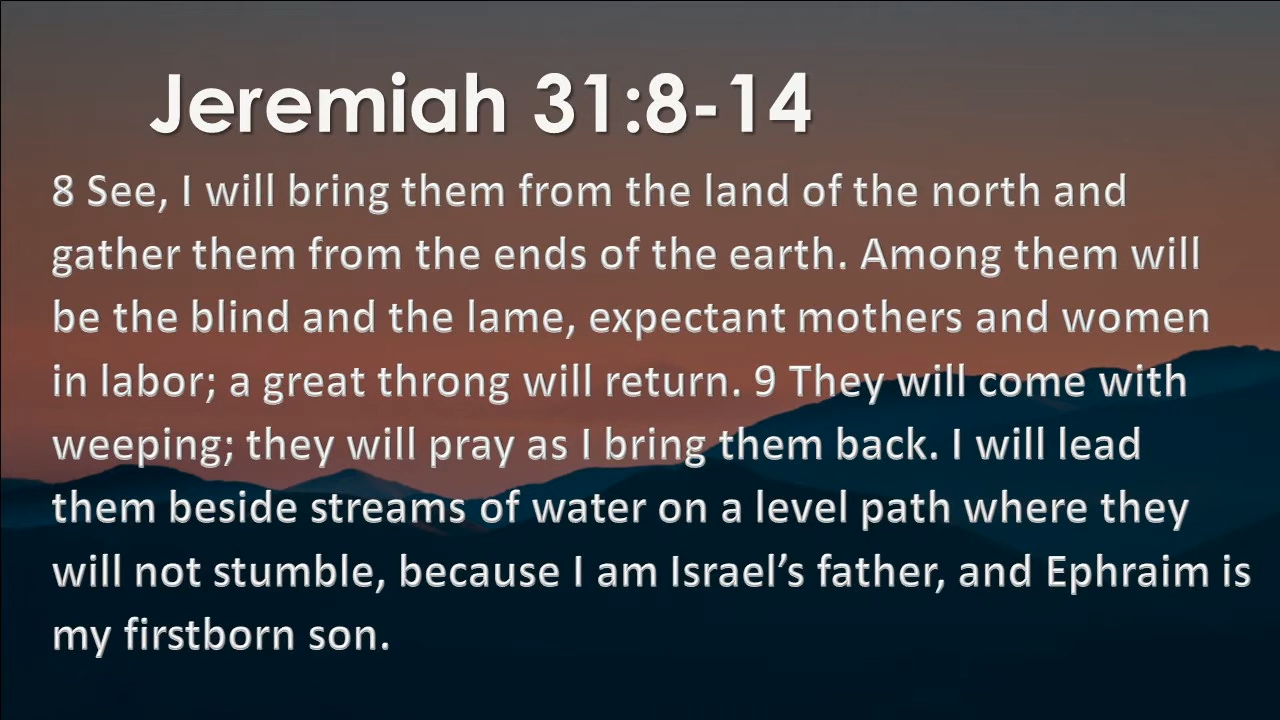 Jeremiah 31:8-14
8 See, I will bring them from the land of the north and
gather them from the ends of the earth. Among them will
be the blind and the lame, expectant mothers and women
in labor; a great throng will return. 9 They will come with
weeping; they will pray as I bring them back. I will lead
them beside streams of water on a level path where they
will not stumble, because I am Israel’s father, and Ephraim is
my firstborn son.